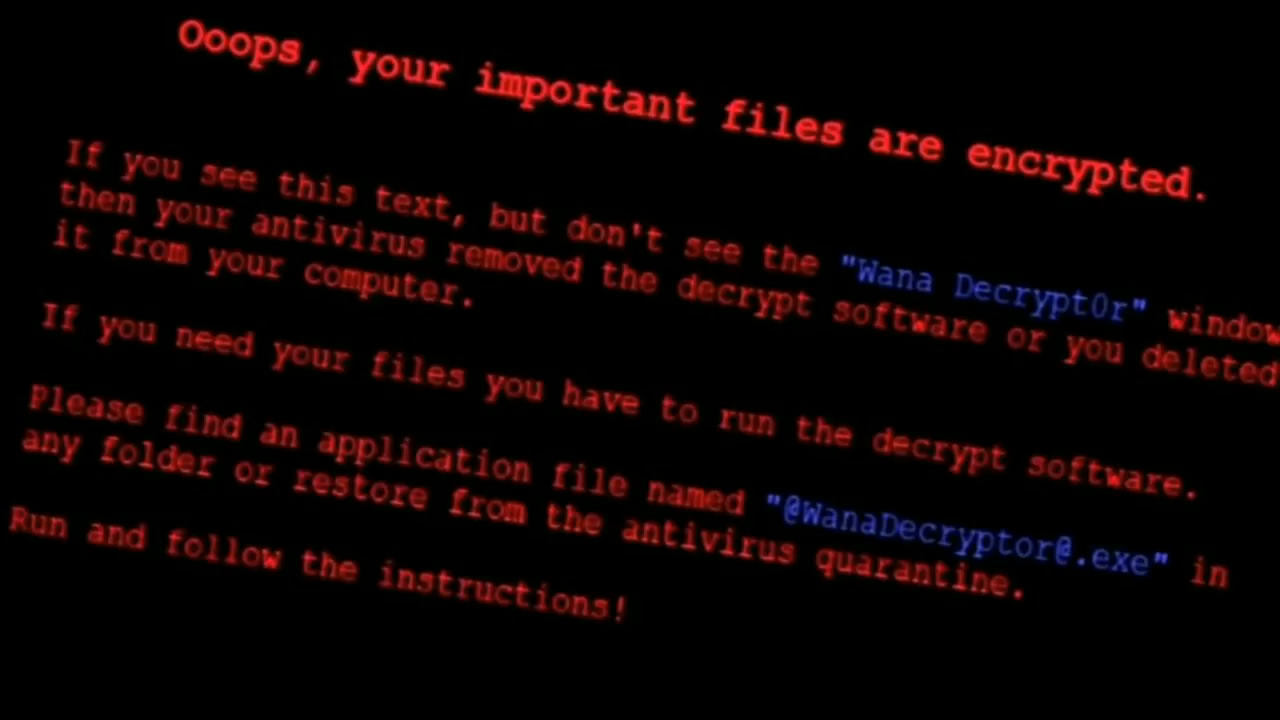 Ooops, your important files are encrypted.
If you see this text, but don't see the "Wana Decrypt0r" window
then your antivirus removed the decrypt software or you deleted
it from your computer.
If you need your files you have to run the decrypt software.
Please find an application file named "@WanaDecryptor@.exe" in
any folder or restore from the antivirus quarantine.
Run and follow the instructions!